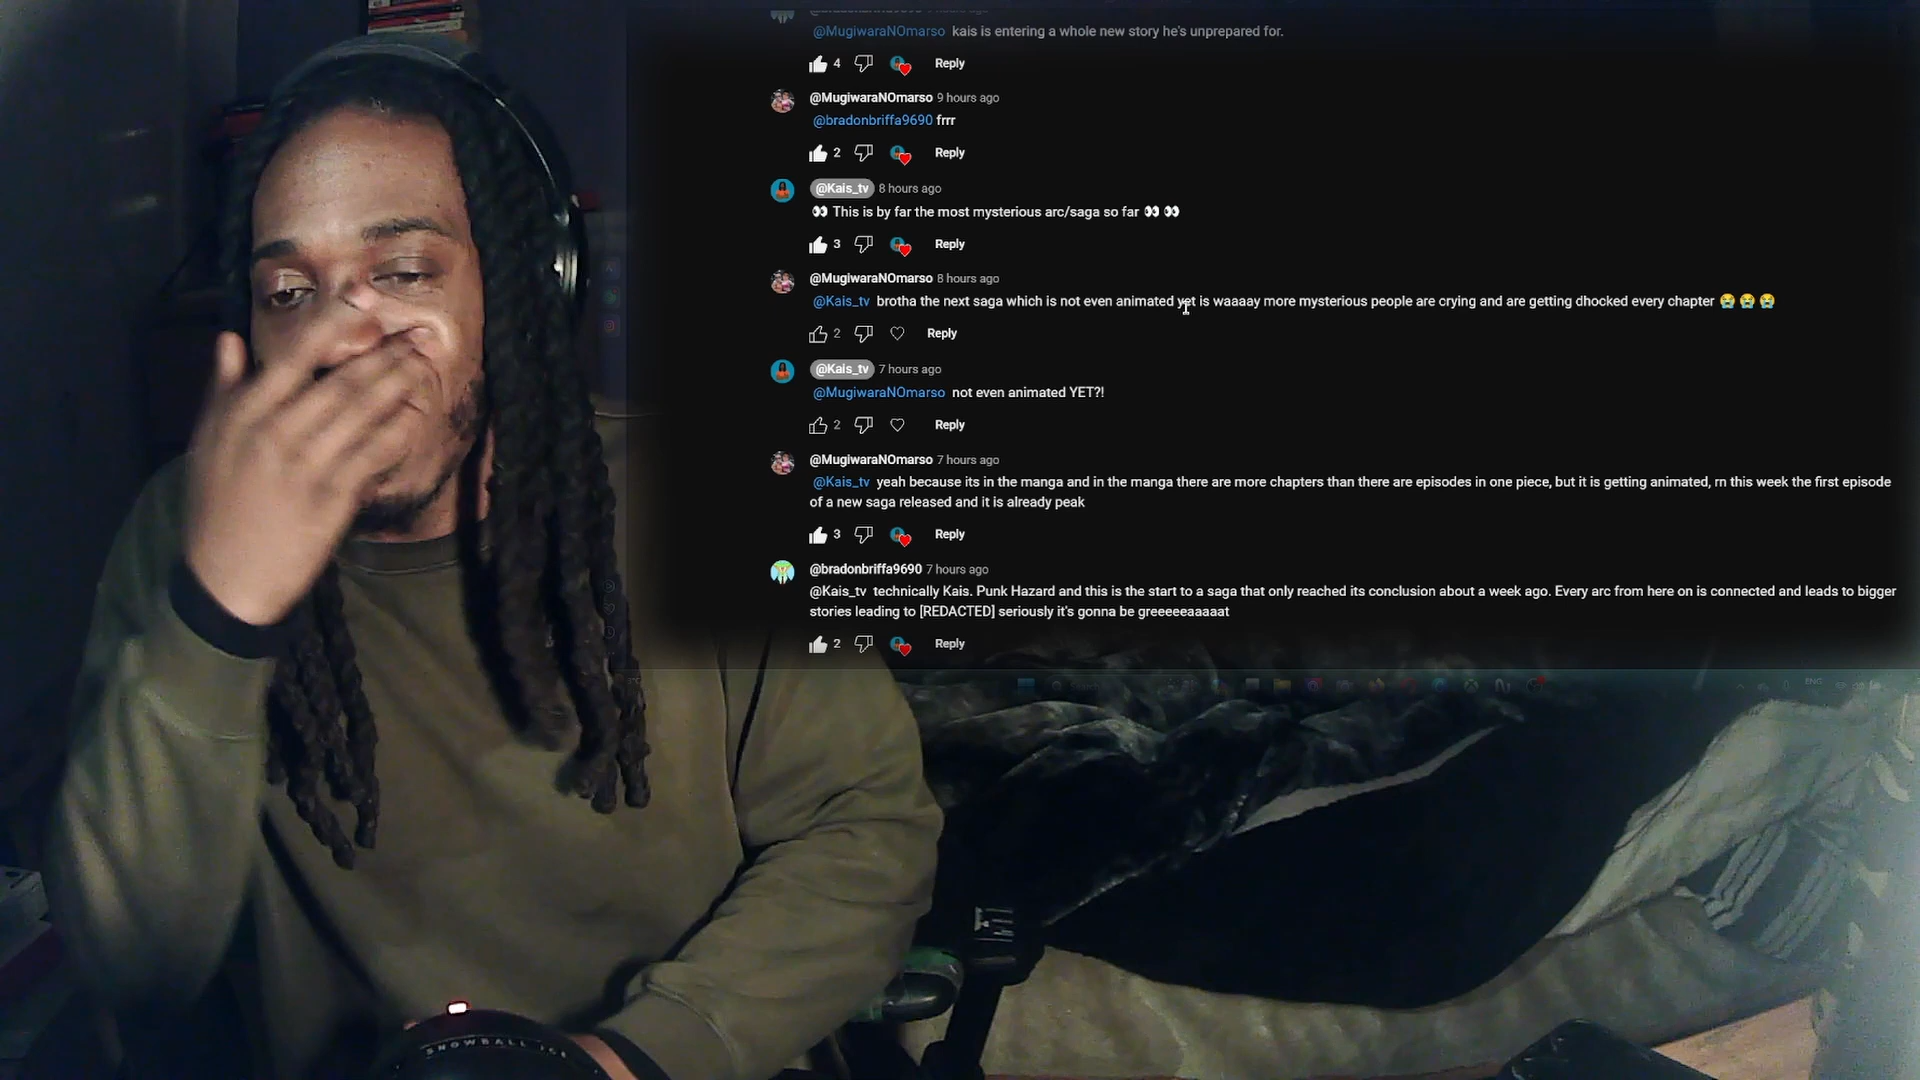 @MugiwaraNOmarso kais is entering a whole new story he's unprepared for.
4 Reply
@MugiwaraNOmarso 9 hours ago
@bradonbriffa9690 frrr
2 Reply
@Kais_tv 8 hours ago
👀 This is by far the most mysterious arc/saga so far 👀 👀
3 Reply
@MugiwaraNOmarso 8 hours ago
@Kais_tv brotha the next saga which is not even animated yet is waaaay more mysterious people are crying and are getting dhocked every chapter 😭 😭 😭
2 Reply
@Kais_tv 7 hours ago
@MugiwaraNOmarso not even animated YET?!
2 Reply
@MugiwaraNOmarso 7 hours ago
@Kais_tv yeah because its in the manga and in the manga there are more chapters than there are episodes in one piece, but it is getting animated, rn this week the first episode
of a new saga released and it is already peak
3 Reply
@bradonbriffa9690 7 hours ago
@Kais_tv technically Kais. Punk Hazard and this is the start to a saga that only reached its conclusion about a week ago. Every arc from here on is connected and leads to bigger
stories leading to [REDACTED] seriously it's gonna be greeeeeaaaaat
2 Reply
ENG
SNOWBALL ICE